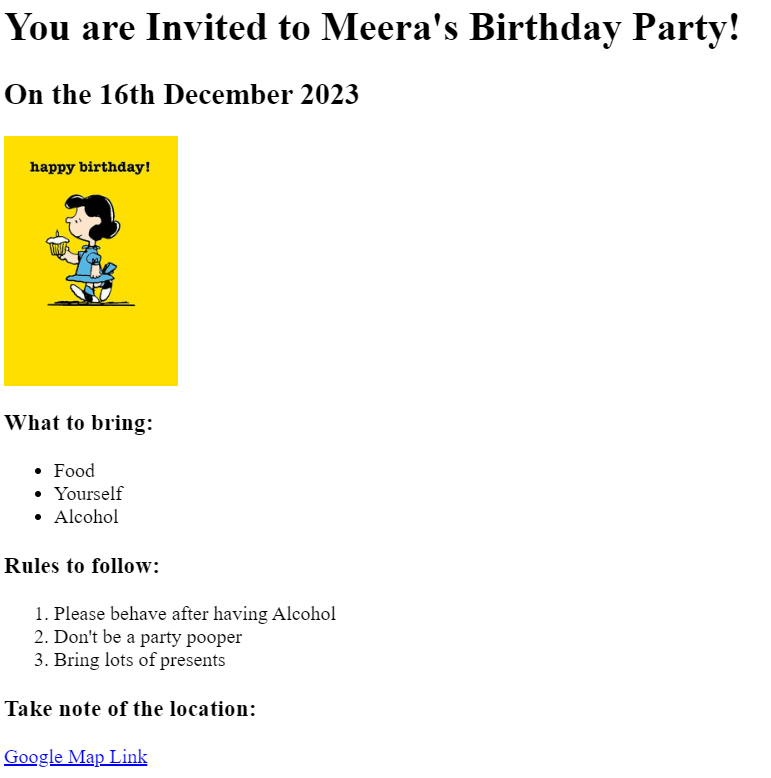 You are Invited to Meera's Birthday Party!
On the 16th December 2023
happy birthday!
What to bring:
• Food
• Yourself
• Alcohol
Rules to follow:
1. Please behave after having Alcohol
2. Don't be a party pooper
3. Bring lots of presents
Take note of the location:
Google Map Link